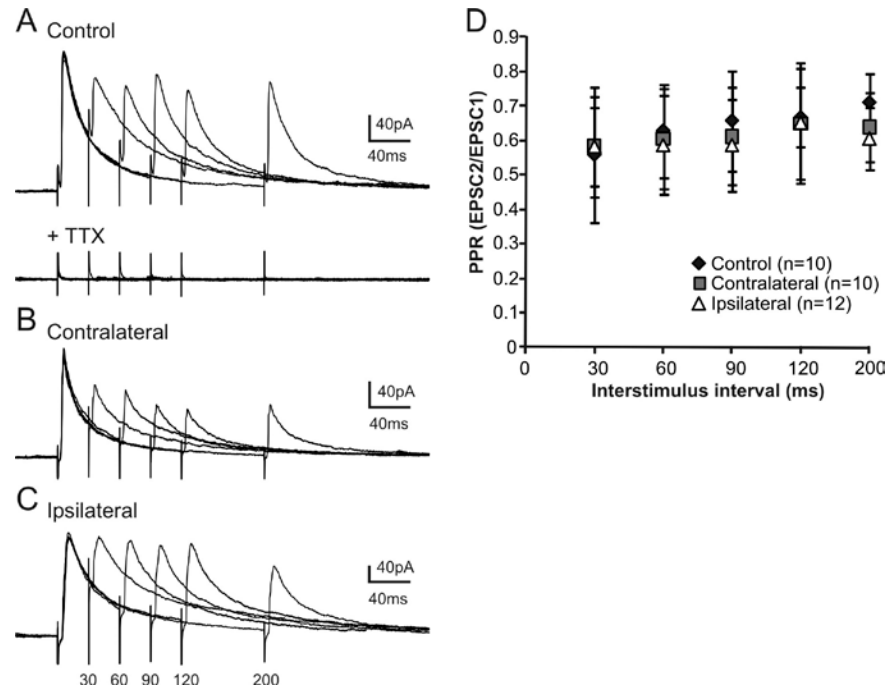 A
Control
40pA
40ms
+ TTX
B
Contralateral
40pA
40ms
C
Ipsilateral
40pA
40ms
30 60 90 120 200
D
PPR (EPSC2/EPSC1)
0.9
0.8
0.7
0.6
0.5
0.4
0.3
0.2
0.1
0
Control (n=10)
Contralateral (n=10)
Ipsilateral (n=12)
0 30 60 90 120 200
Interstimulus interval (ms)